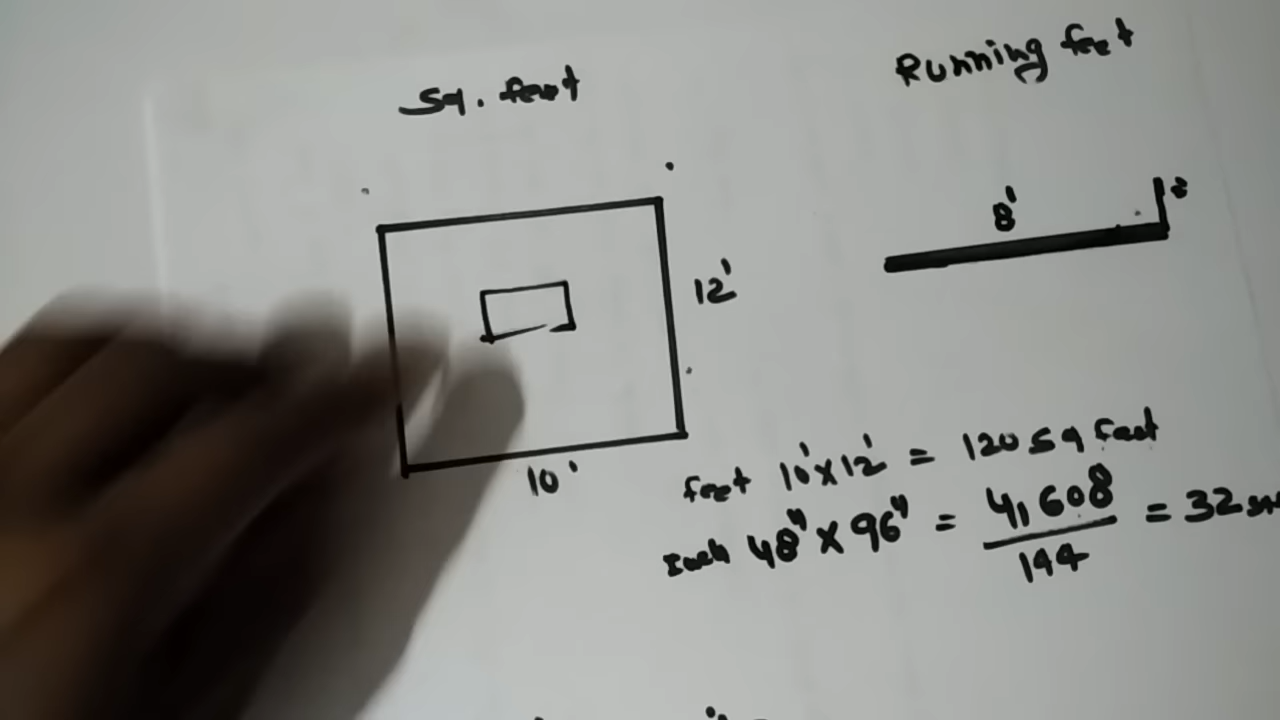 Sq. feet
Running feet
8'
12'
10'
feet 10'x12' = 120 sq feet
Inch 48"x96" = 4,608
144
= 32